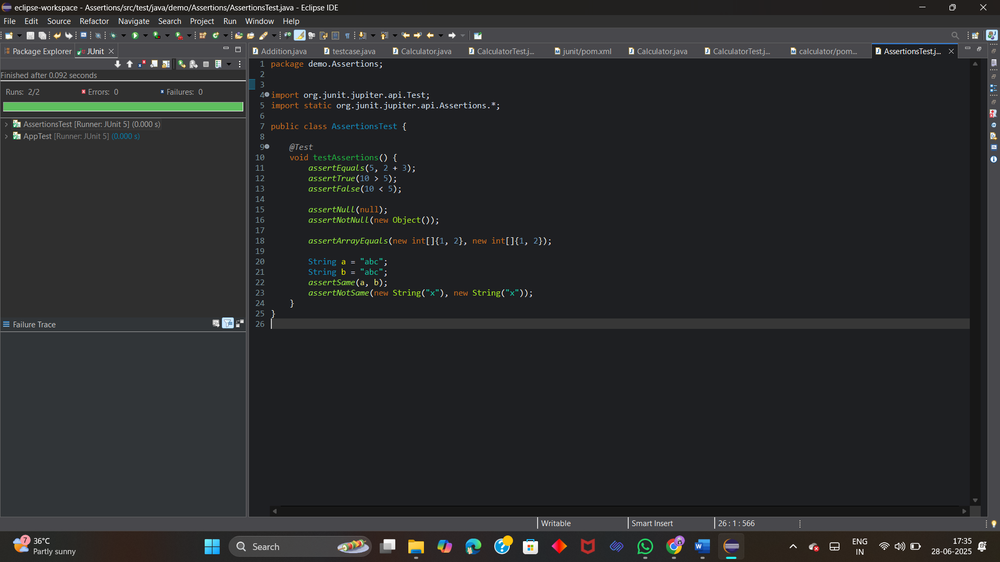 eclipse-workspace - Assertions/src/test/java/demo/Assertions/AssertionsTest.java - Eclipse IDE
File Edit Source Refactor Navigate Search Project Run Window Help
Package Explorer JUnit
Finished after 0.092 seconds
Runs: 2/2 Errors: 0 Failures: 0
AssertionsTest [Runner: JUnit 5] (0.000 s)
AppTest [Runner: JUnit 5] (0.000 s)
Failure Trace
Addition.java testcase.java Calculator.java CalculatorTest.j... junit/pom.xml Calculator.java CalculatorTest.j... calculator/pom... AssertionsTest.j...
1 package demo.Assertions;
2
3
4 import org.junit.jupiter.api.Test;
5 import static org.junit.jupiter.api.Assertions.*;
6
7 public class AssertionsTest {
8
9 @Test
10 void testAssertions() {
11 assertEquals(5, 2 + 3);
12 assertTrue(10 > 5);
13 assertFalse(10 < 5);
14
15 assertNull(null);
16 assertNotNull(new Object());
17
18 assertArrayEquals(new int[]{1, 2}, new int[]{1, 2});
19
20 String a = "abc";
21 String b = "abc";
22 assertSame(a, b);
23 assertNotSame(new String("x"), new String("x"));
24 }
25 }
26
Writable Smart Insert 26 : 1 : 566
7 36°C
Partly sunny
Search
ENG
IN
17:35
28-06-2025